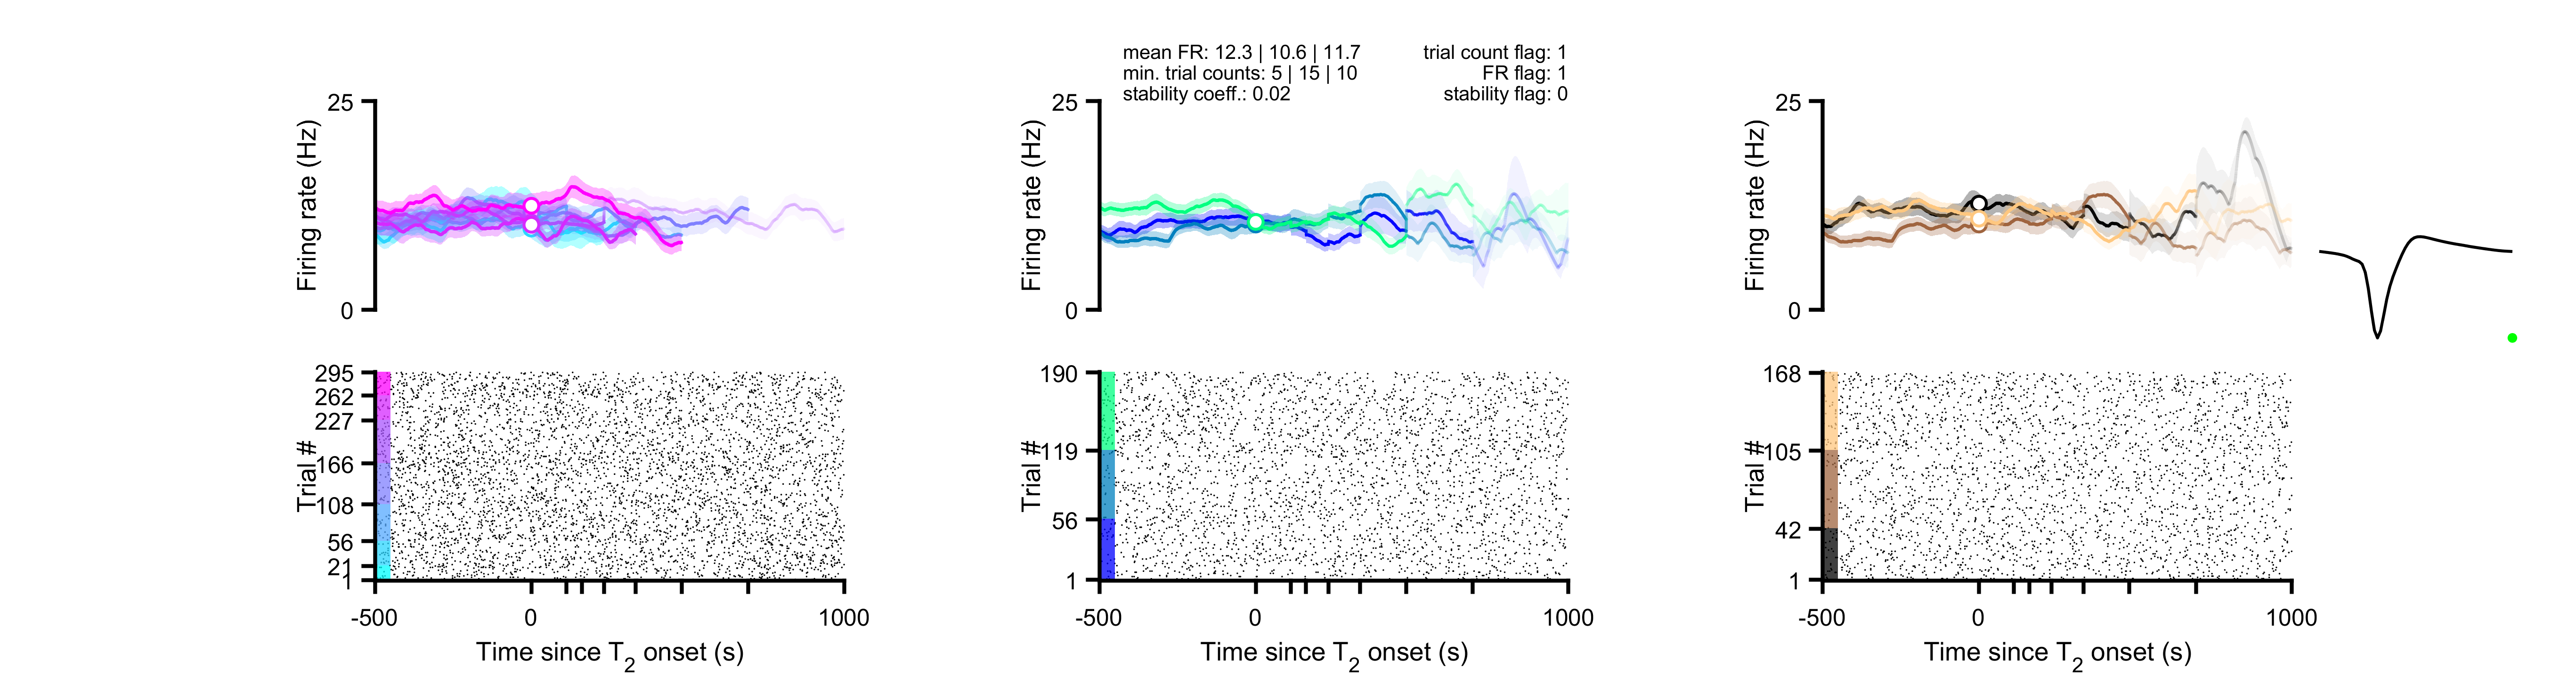 mean FR: 12.3 | 10.6 | 11.7
min. trial counts: 5 | 15 | 10
stability coeff.: 0.02
trial count flag: 1
FR flag: 1
stability flag: 0
25
Firing rate (Hz)
0
295
262
227
166
108
56
21
1
Trial #
-500
0
1000
Time since T2 onset (s)
25
Firing rate (Hz)
0
190
119
56
1
Trial #
-500
0
1000
Time since T2 onset (s)
25
Firing rate (Hz)
0
168
105
42
1
Trial #
-500
0
1000
Time since T2 onset (s)